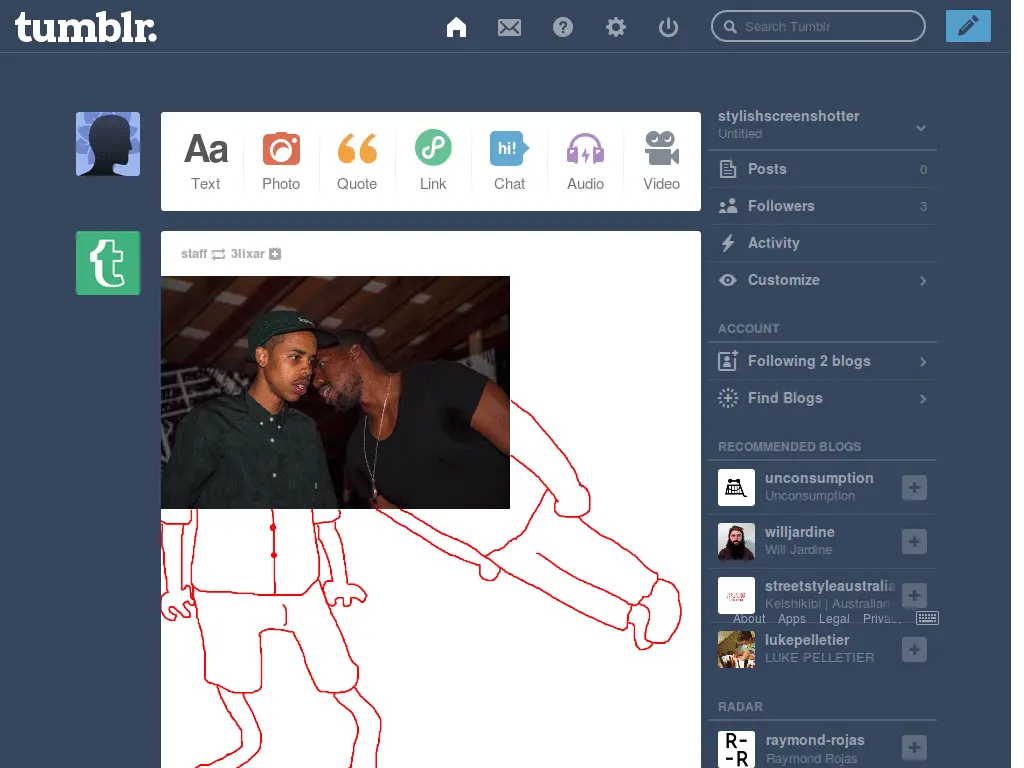 tumblr.
Search Tumblr
Aa
hi!
Text
Photo
Quote
Link
Chat
Audio
Video
staff 3lixar
stylishscreenshotter
Untitled
Posts 0
Followers 3
Activity
Customize
ACCOUNT
Following 2 blogs
Find Blogs
RECOMMENDED BLOGS
unconsumption
Unconsumption
willjardine
Will Jardine
streetstyleaustralia
Kelshikibi | Australian
About Apps Legal Priva...
lukepelletier
LUKE PELLETIER
RADAR
R-
-R
raymond-rojas
Raymond Rojas